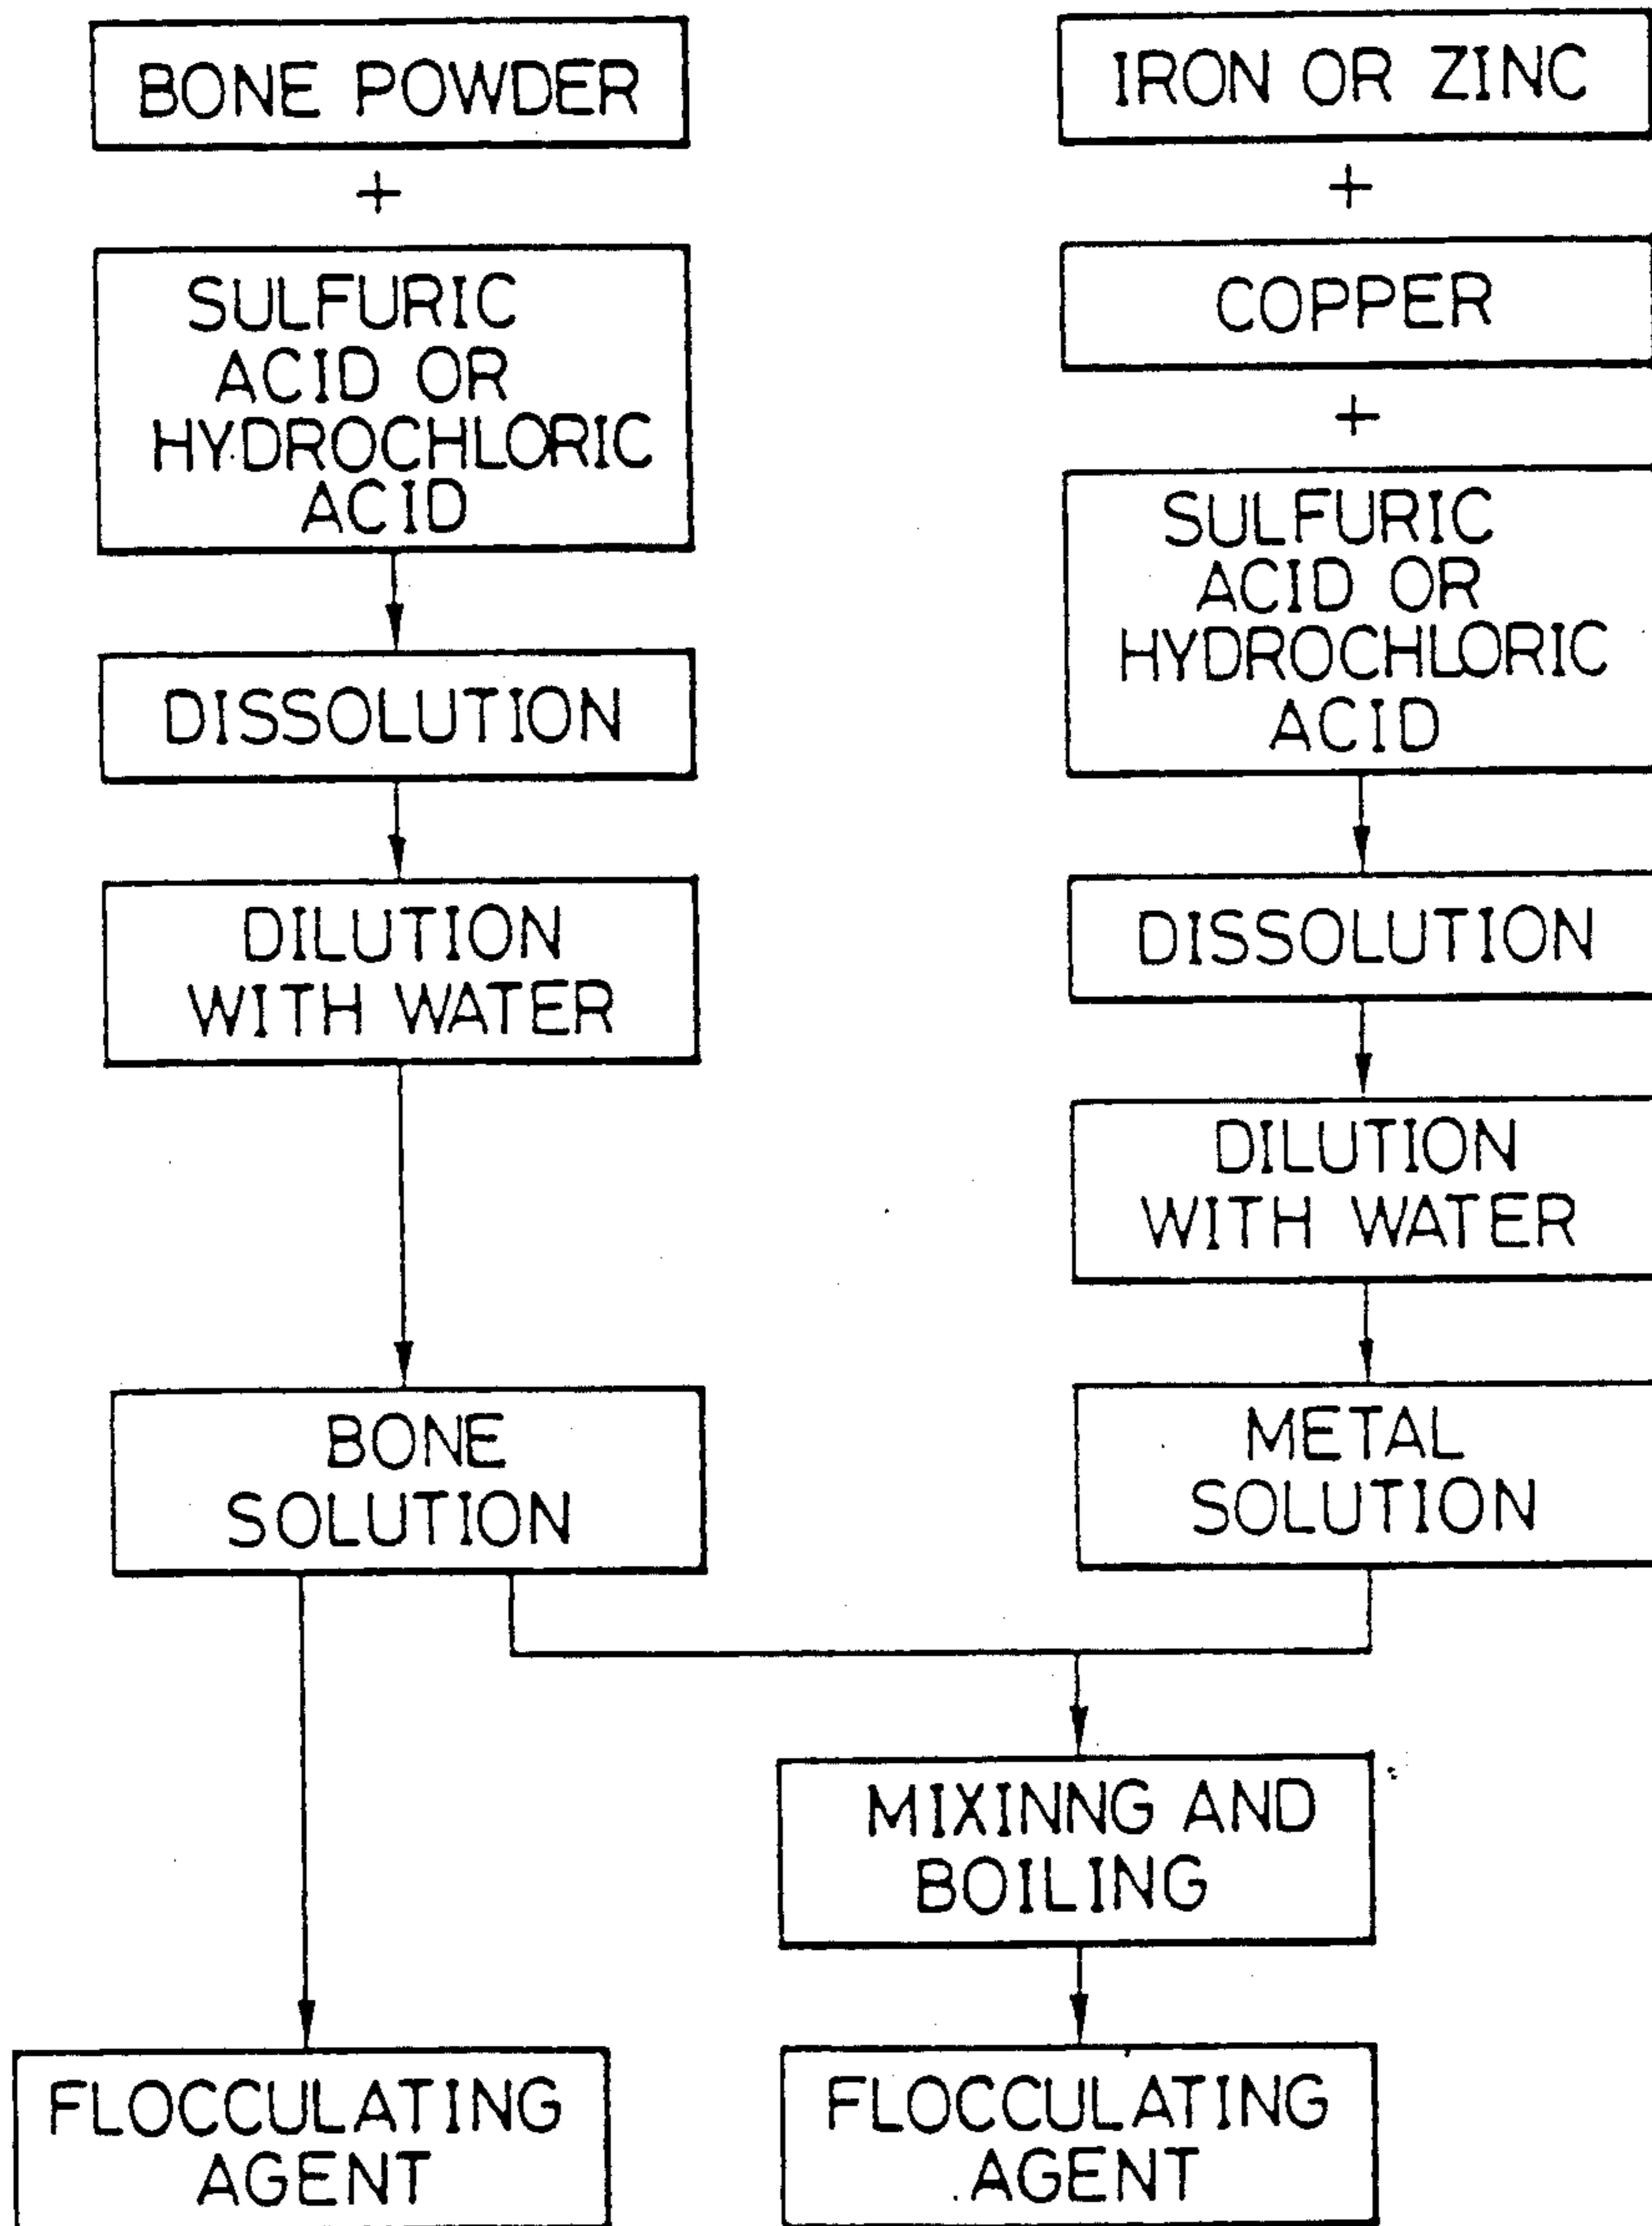 BONE POWDER
+
SULFURIC
ACID OR
HYDROCHLORIC
ACID
DISSOLUTION
DILUTION
WITH WATER
BONE
SOLUTION
FLOCCULATING
AGENT
IRON OR ZINC
+
COPPER
+
SULFURIC
ACID OR
HYDROCHLORIC
ACID
DISSOLUTION
DILUTION
WITH WATER
METAL
SOLUTION
MIXINNG AND
BOILING
FLOCCULATING
AGENT